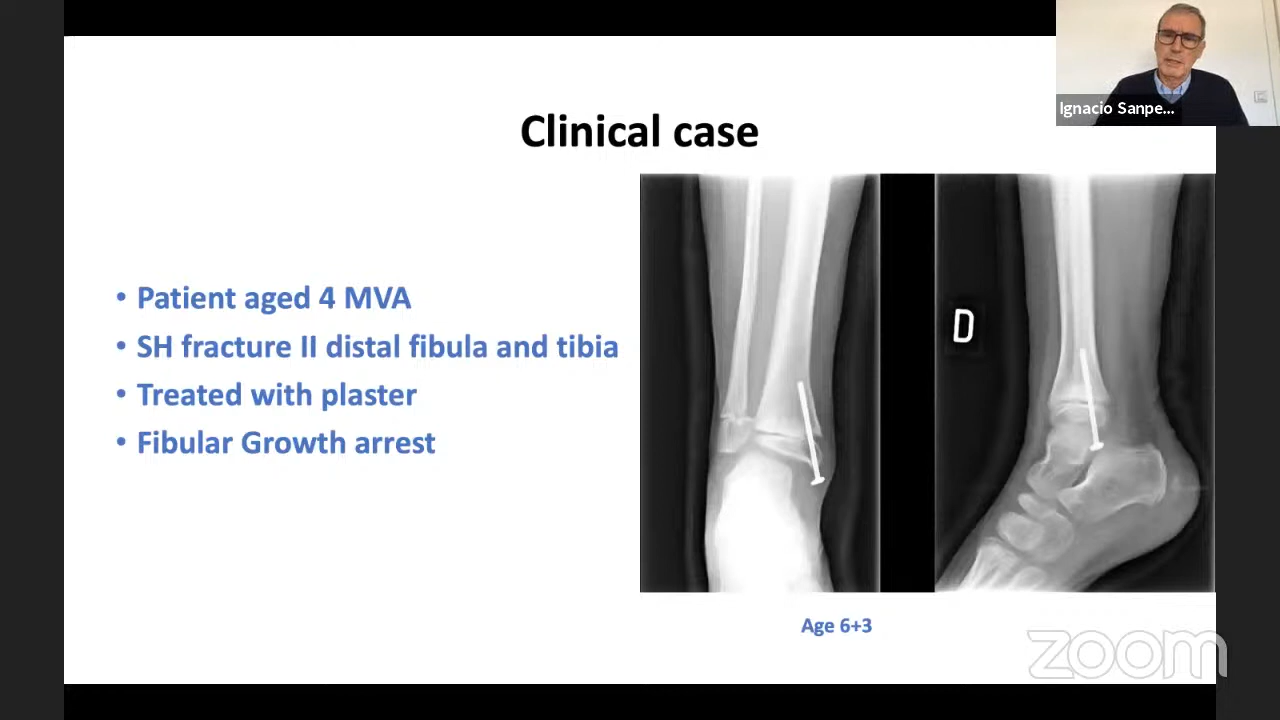 Ignacio Sanpe...
Clinical case
• Patient aged 4 MVA
• SH fracture II distal fibula and tibia
• Treated with plaster
• Fibular Growth arrest
D
Age 6+3
zoom